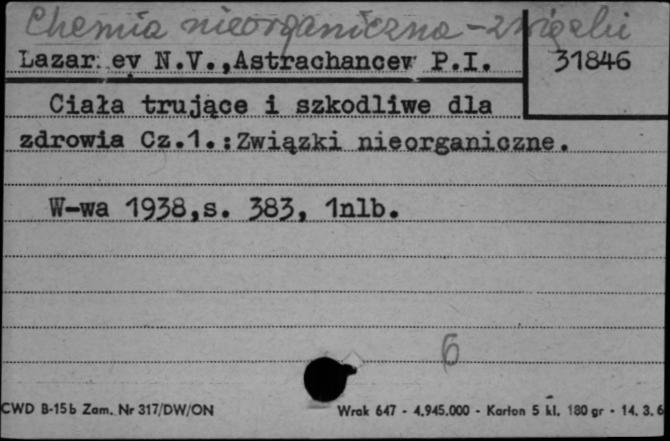 Chemia nieorganiczna - związki
Lazar ev N.V., Astrachancew P.I.
31846
Ciała trujące i szkodliwe dla
zdrowia Cz.1.:Związki nieorganiczne.
W-wa 1938,s. 383, 1nlb.
6
CWD B-15b Zam. Nr 317/DW/ON
Wrak 647 - 4.945.000 - Karton 5 kl. 180 gr - 14. 3. 6